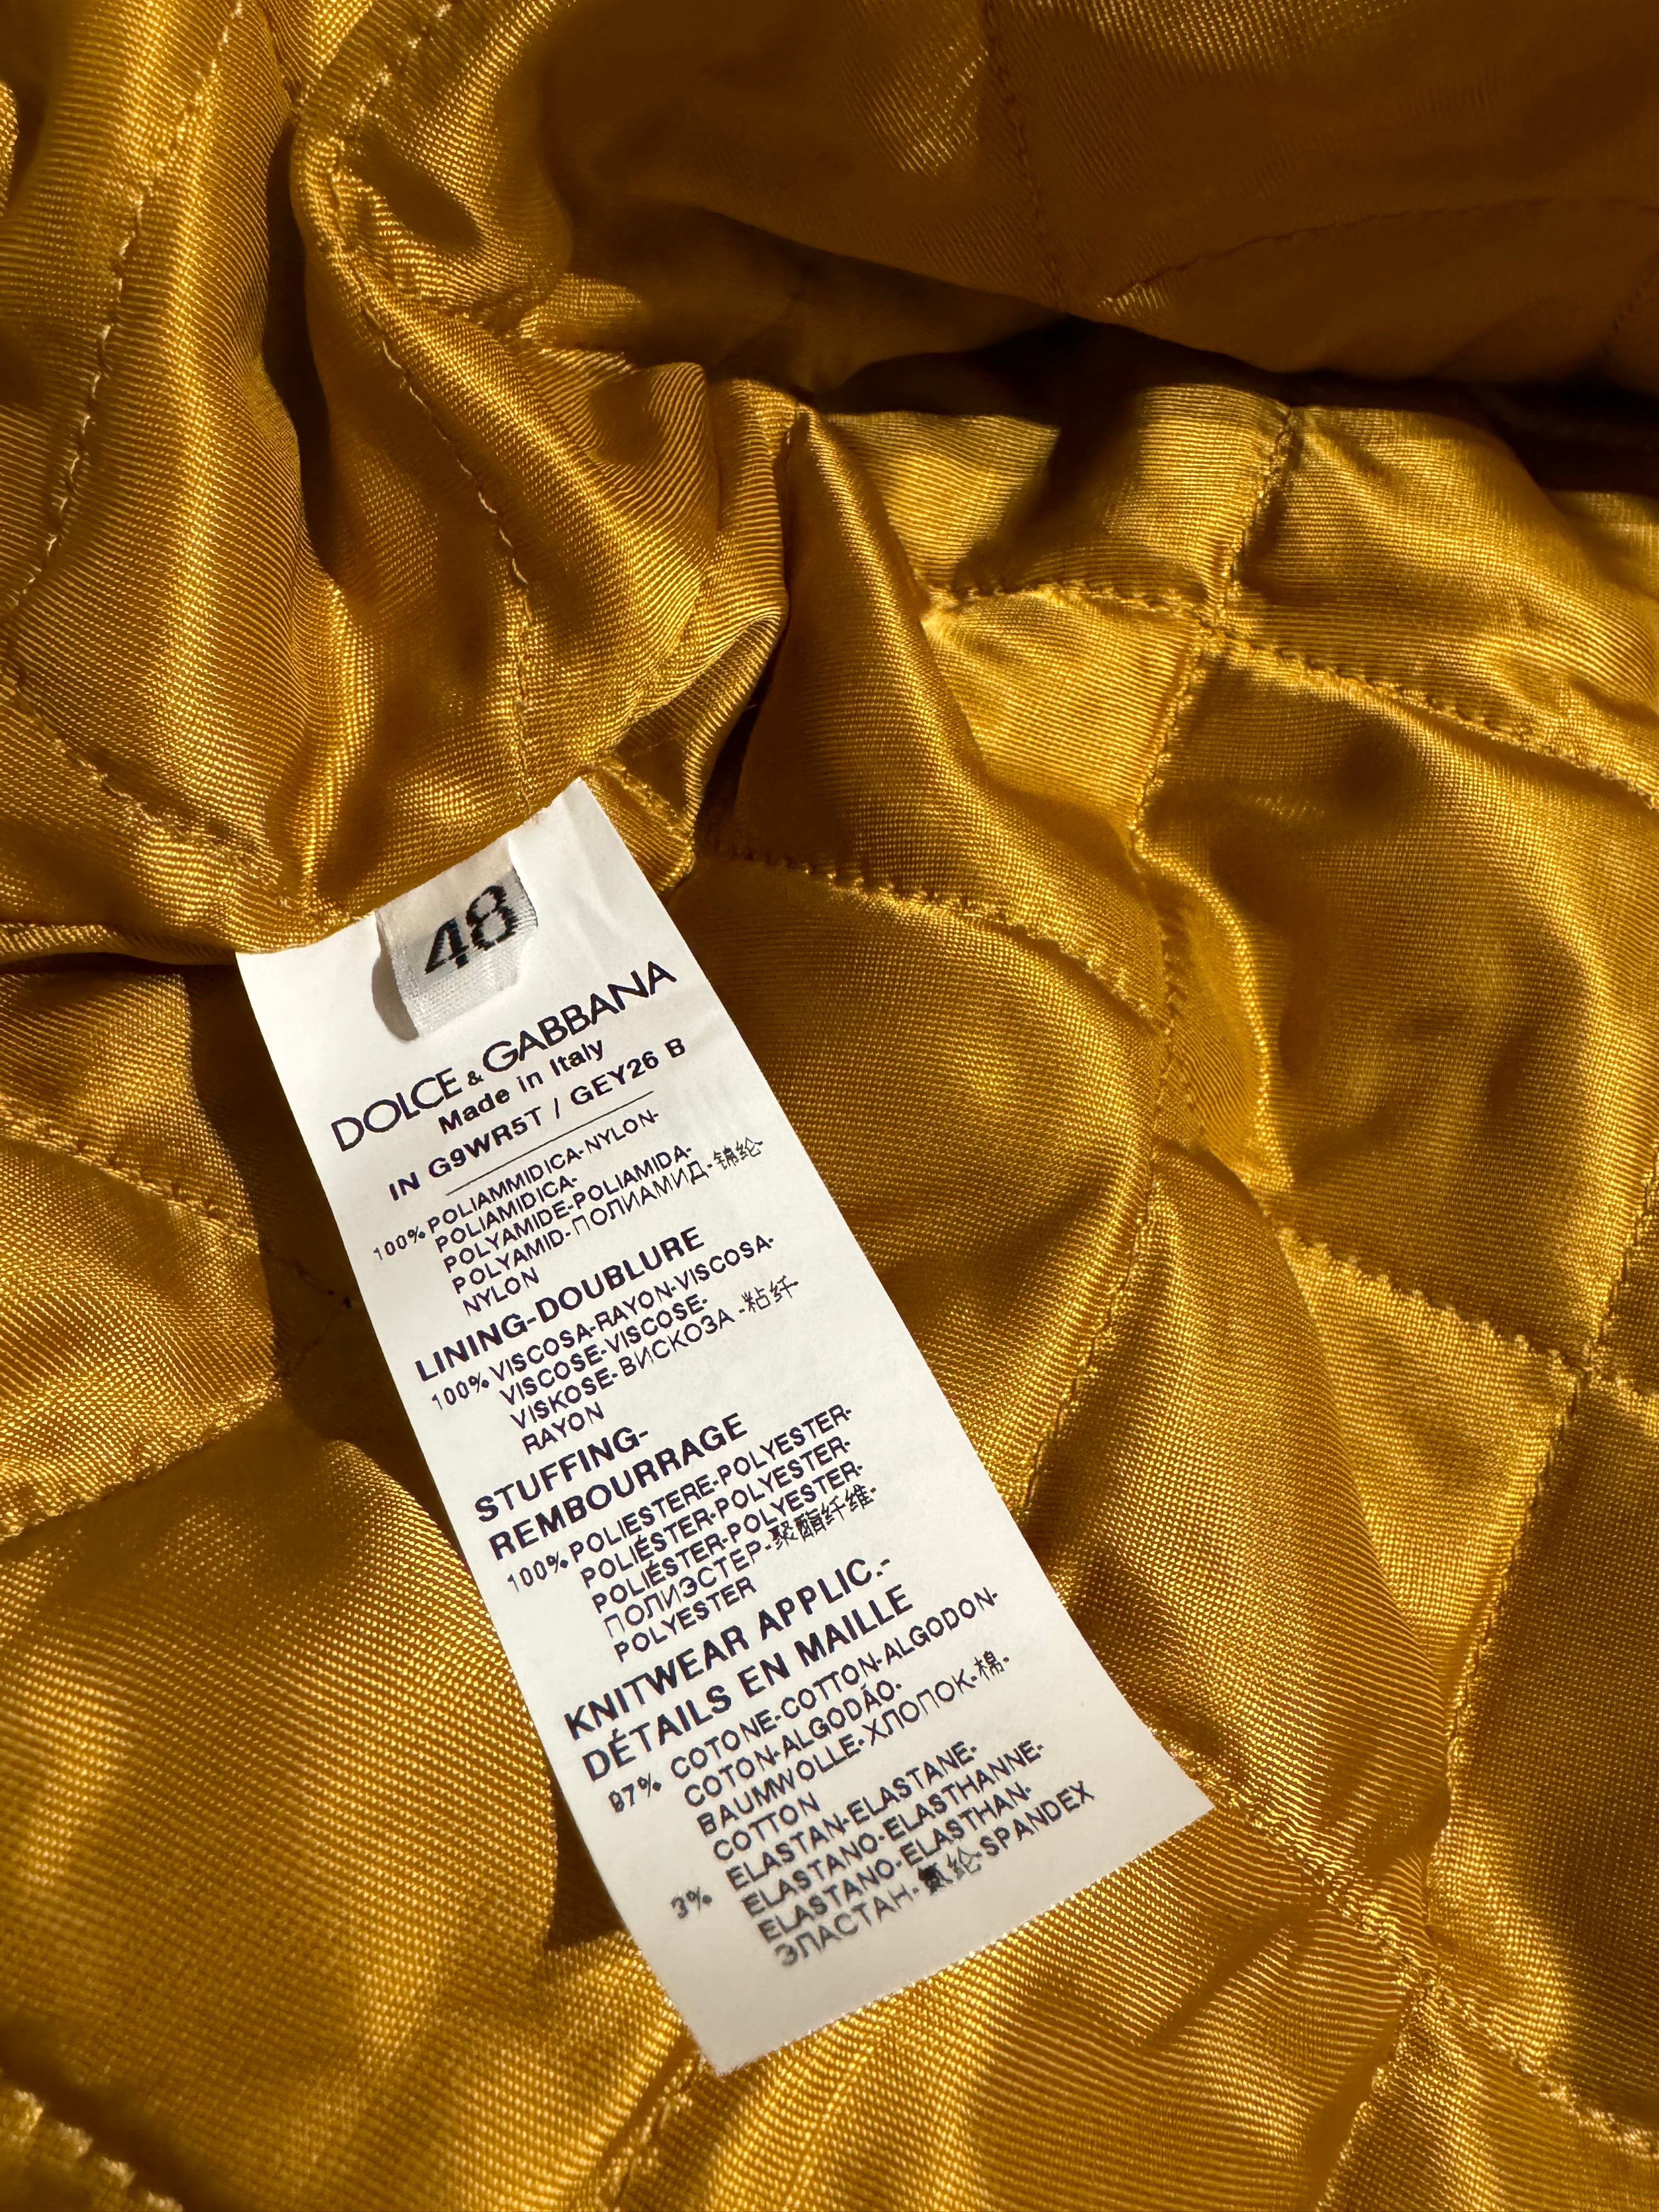 48
DOLCE & GABBANA
Made in Italy
IN G9WR5T / GEY26 B
100% POLIAMMIDICA-NYLON-
POLIAMIDICA-
POLYAMIDE-POLIAMIDA-
POLYAMID-ПОЛИАМИД-锦纶-
NYLON
LINING-DOUBLURE
100% VISCOSA-RAYON-VISCOSA-
VISCOSE-VISCOSE-
VISKOSE-ВИСКОЗА-粘纤-
RAYON
STUFFING-
REMBOURRAGE
100% POLIESTERE-POLYESTER-
POLIÉSTER-POLYESTER-
POLIÉSTER-POLYESTER-
ПОЛИЭСТЕР-聚酯纤维-
POLYESTER
KNITWEAR APPLIC.-
DÉTAILS EN MAILLE
97% COTONE-COTTON-ALGODON-
COTON-ALGODÃO-
BAUMWOLLE-ХЛОПОК-棉-
COTTON
3% ELASTAN-ELASTANE-
ELASTANO-ELASTHANNE-
ELASTANO-ELASTHAN-
ЭЛАСТАН-氨纶-SPANDEX